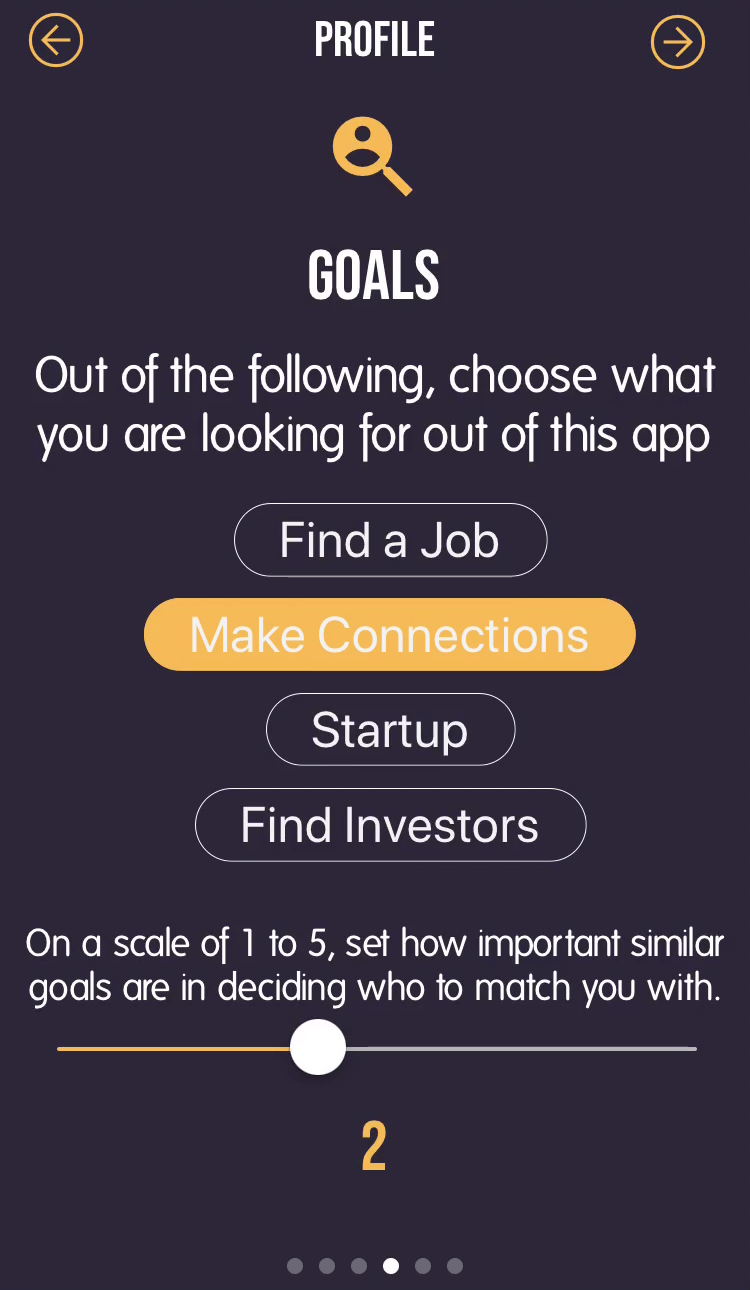 PROFILE
GOALS
Out of the following, choose what
you are looking for out of this app
Find a Job
Make Connections
Startup
Find Investors
On a scale of 1 to 5, set how important similar
goals are in deciding who to match you with.
2